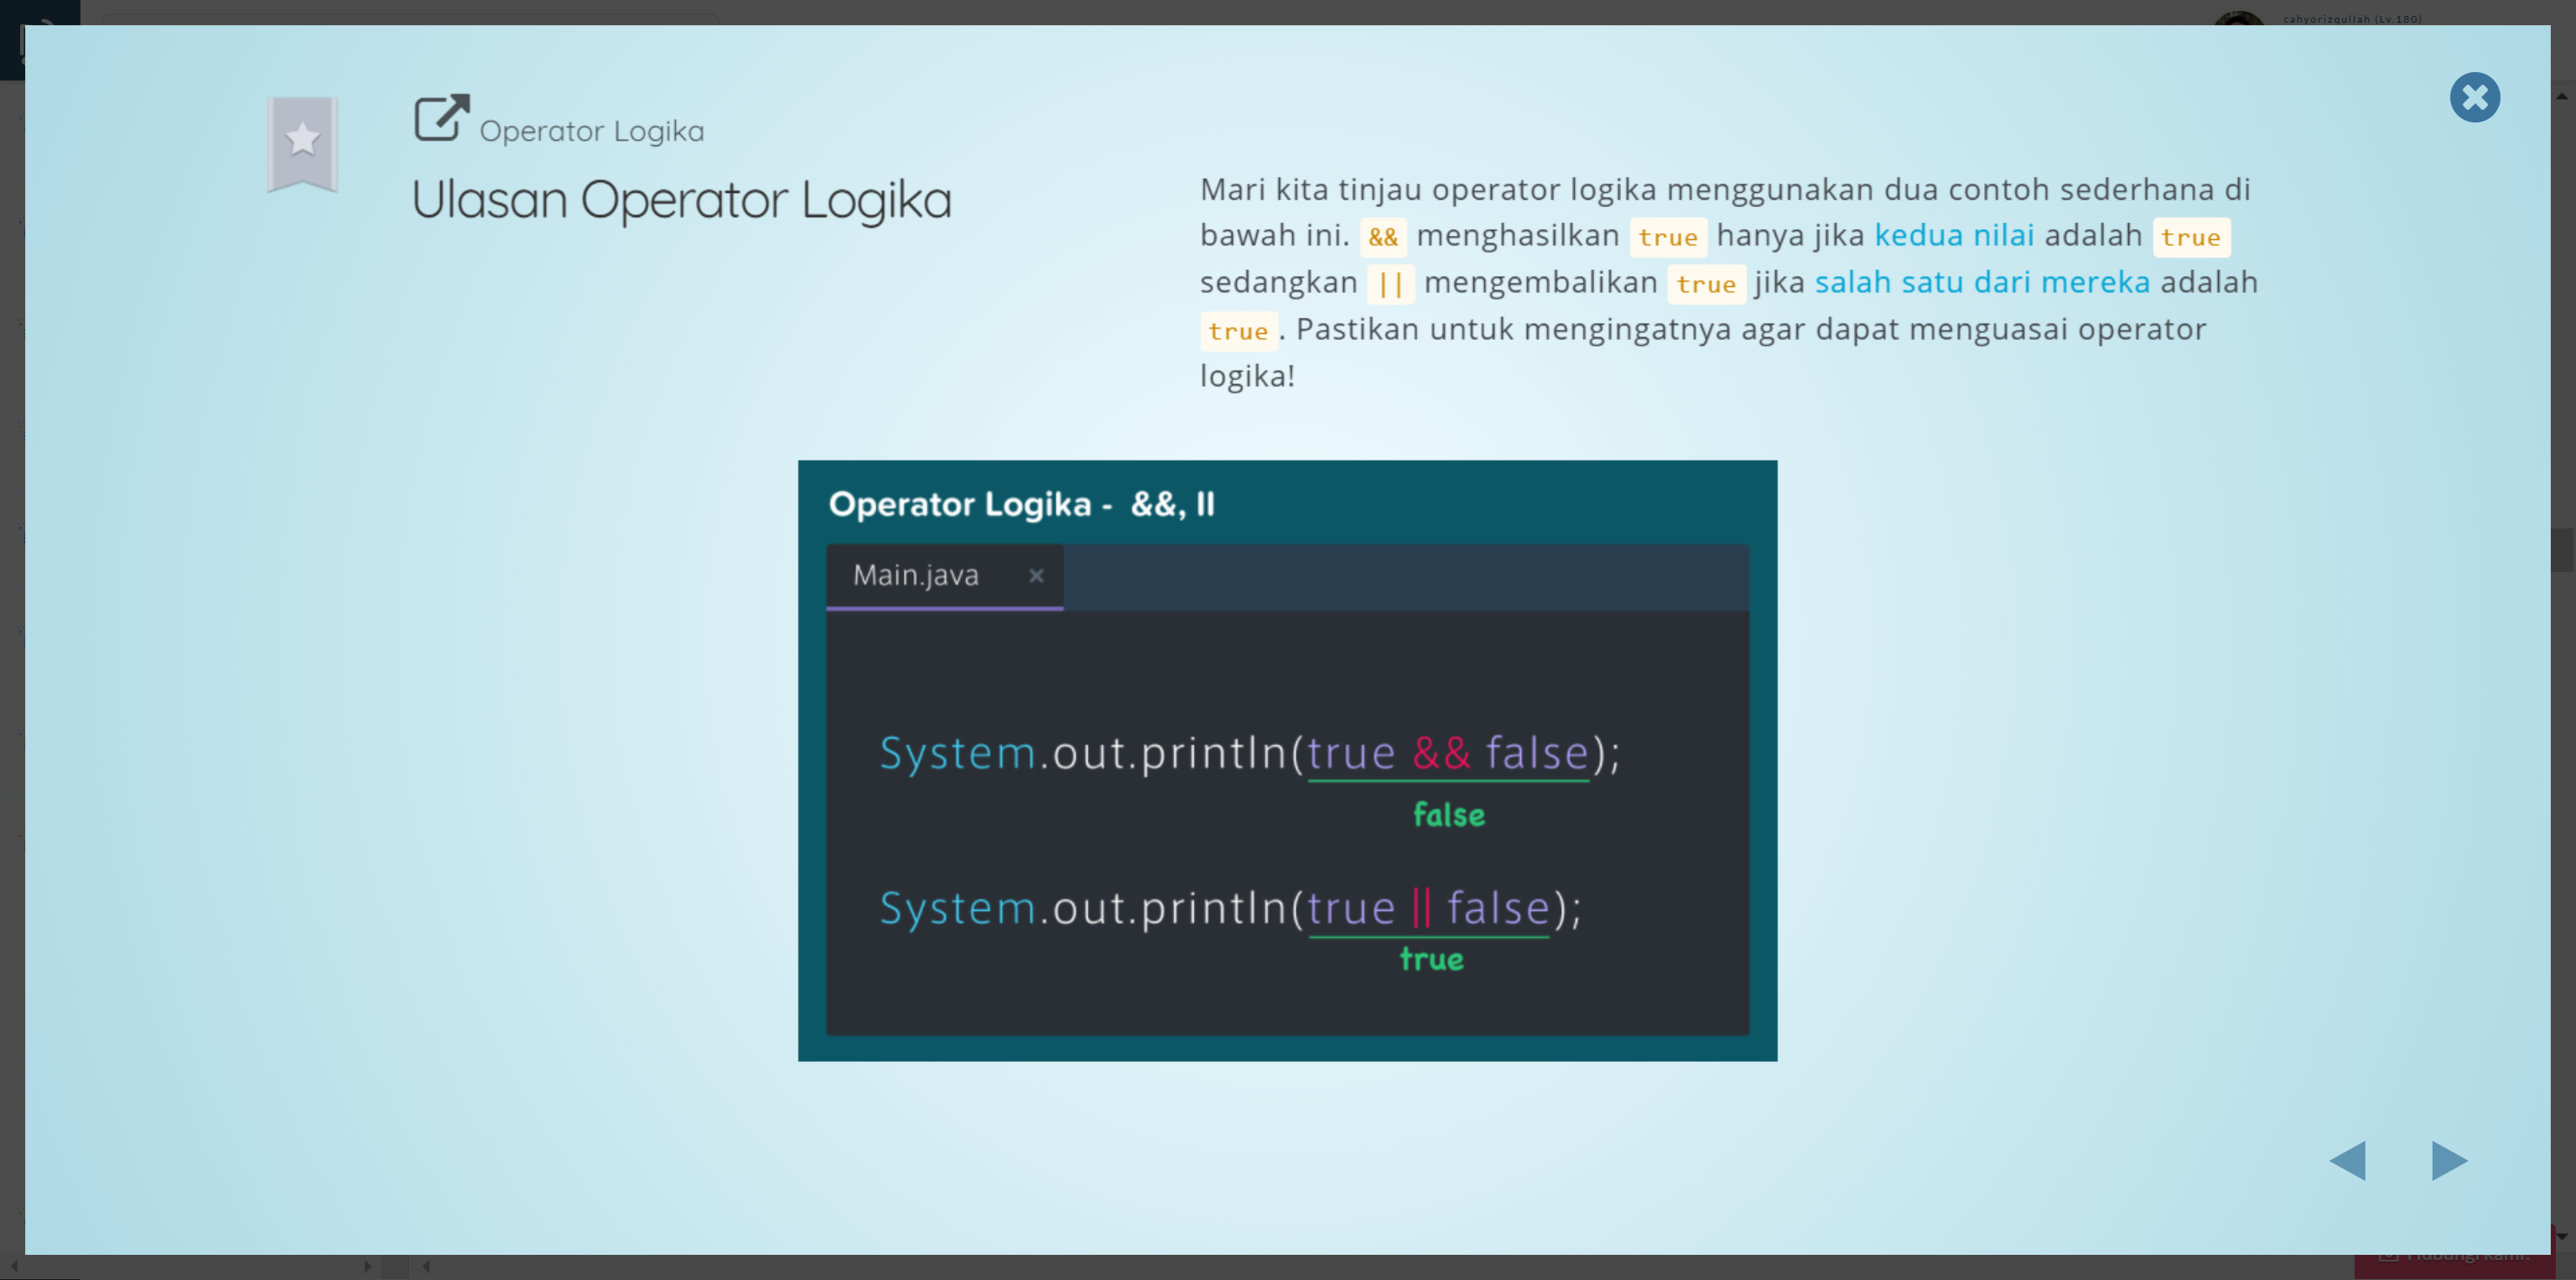 cahyorizqullah (Lv.180)
Operator Logika
Ulasan Operator Logika
Mari kita tinjau operator logika menggunakan dua contoh sederhana di
bawah ini. && menghasilkan true hanya jika kedua nilai adalah true
sedangkan || mengembalikan true jika salah satu dari mereka adalah
true. Pastikan untuk mengingatnya agar dapat menguasai operator
logika!
Operator Logika - &&, ||
Main.java ×
System.out.println(true && false);
false
System.out.println(true || false);
true
Hubungi kami!